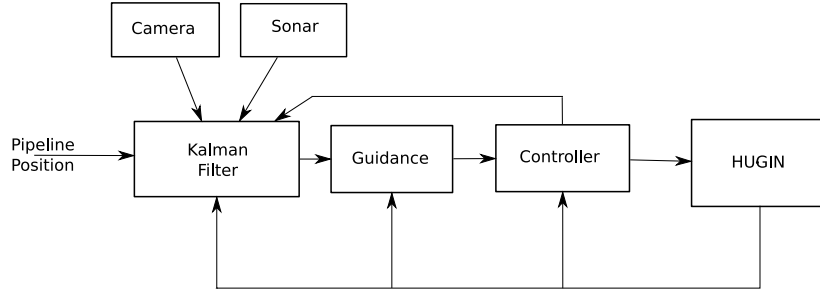 Camera
Sonar
Pipeline
Position
Kalman
Filter
Guidance
Controller
HUGIN